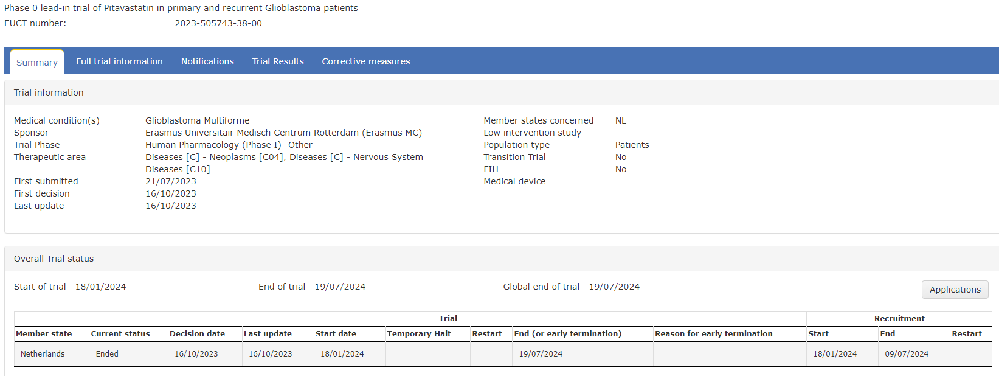 Phase 0 lead-in trial of Pitavastatin in primary and recurrent Glioblastoma patients
EUCT number: 2023-505743-38-00
Summary Full trial information Notifications Trial Results Corrective measures
Trial information
Medical condition(s) Glioblastoma Multiforme
Sponsor Erasmus Universitair Medisch Centrum Rotterdam (Erasmus MC)
Trial Phase Human Pharmacology (Phase I)- Other
Therapeutic area Diseases [C] - Neoplasms [C04], Diseases [C] - Nervous System
Diseases [C10]
First submitted 21/07/2023
First decision 16/10/2023
Last update 16/10/2023
Member states concerned NL
Low intervention study
Population type Patients
Transition Trial No
FIH No
Medical device
Overall Trial status
Start of trial 18/01/2024 End of trial 19/07/2024 Global end of trial 19/07/2024
Applications
Trial Recruitment
Member state Current status Decision date Last update Start date Temporary Halt Restart End (or early termination) Reason for early termination Start End Restart
Netherlands Ended 16/10/2023 16/10/2023 18/01/2024 19/07/2024 18/01/2024 09/07/2024